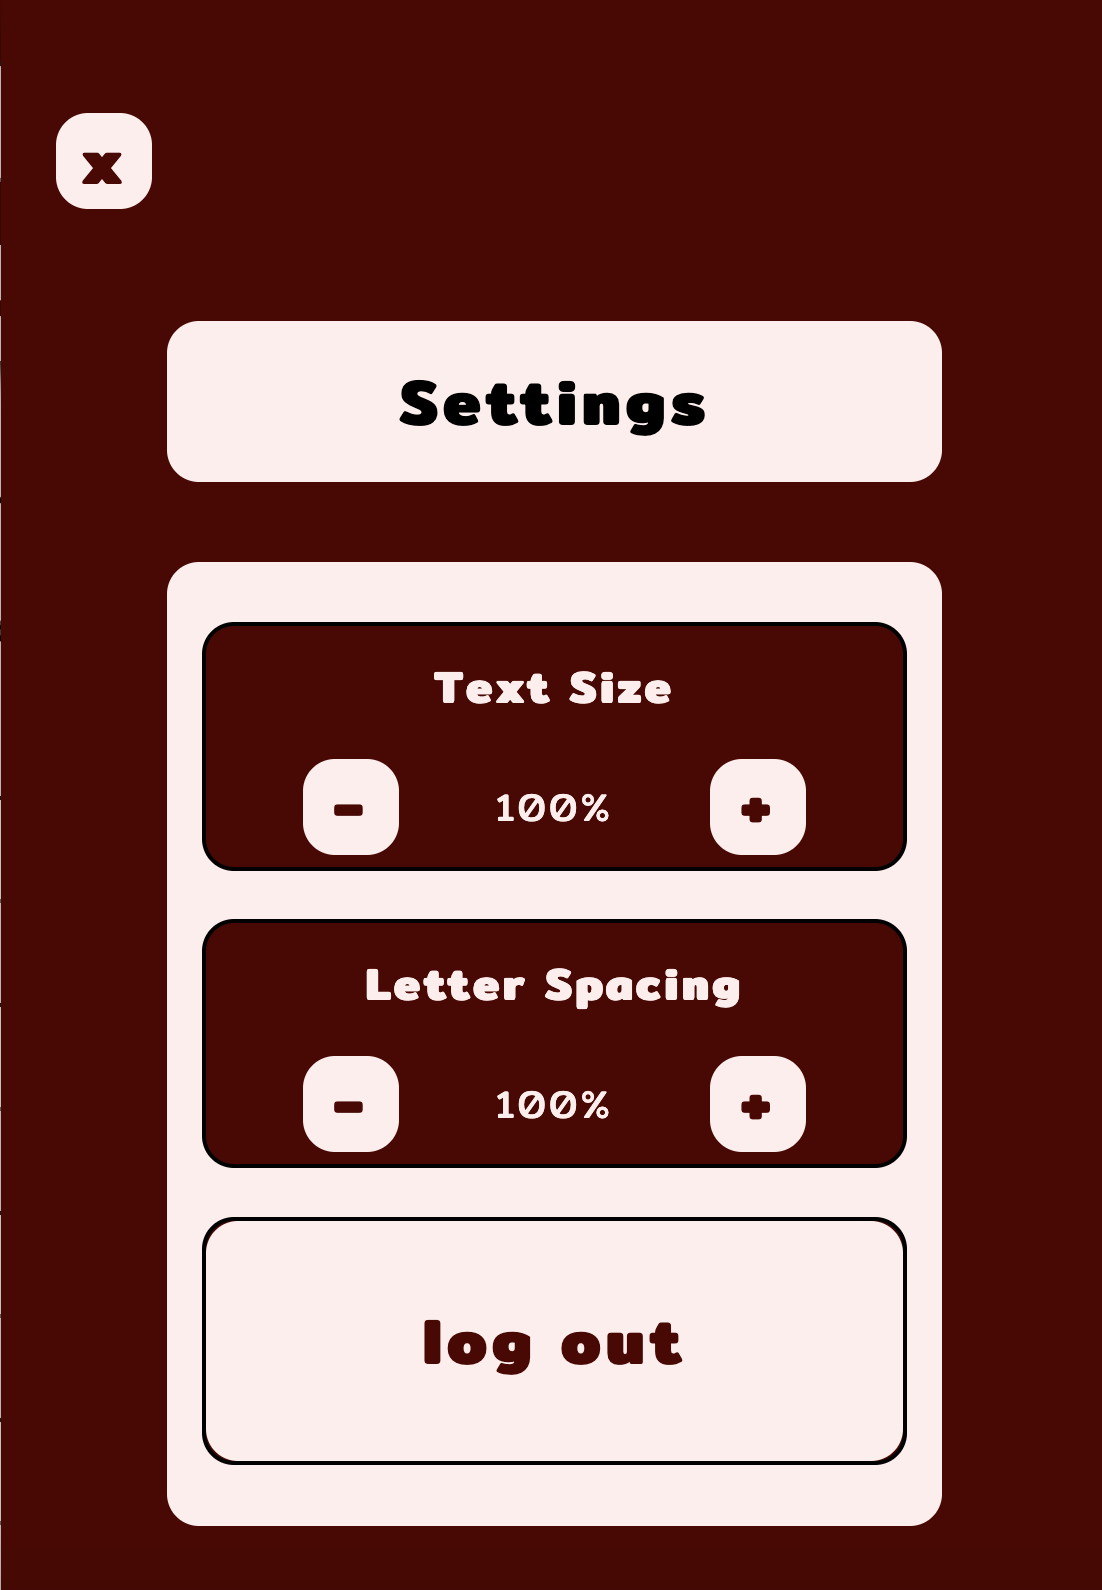 x
Settings
Text Size
- 100% +
Letter Spacing
- 100% +
log out